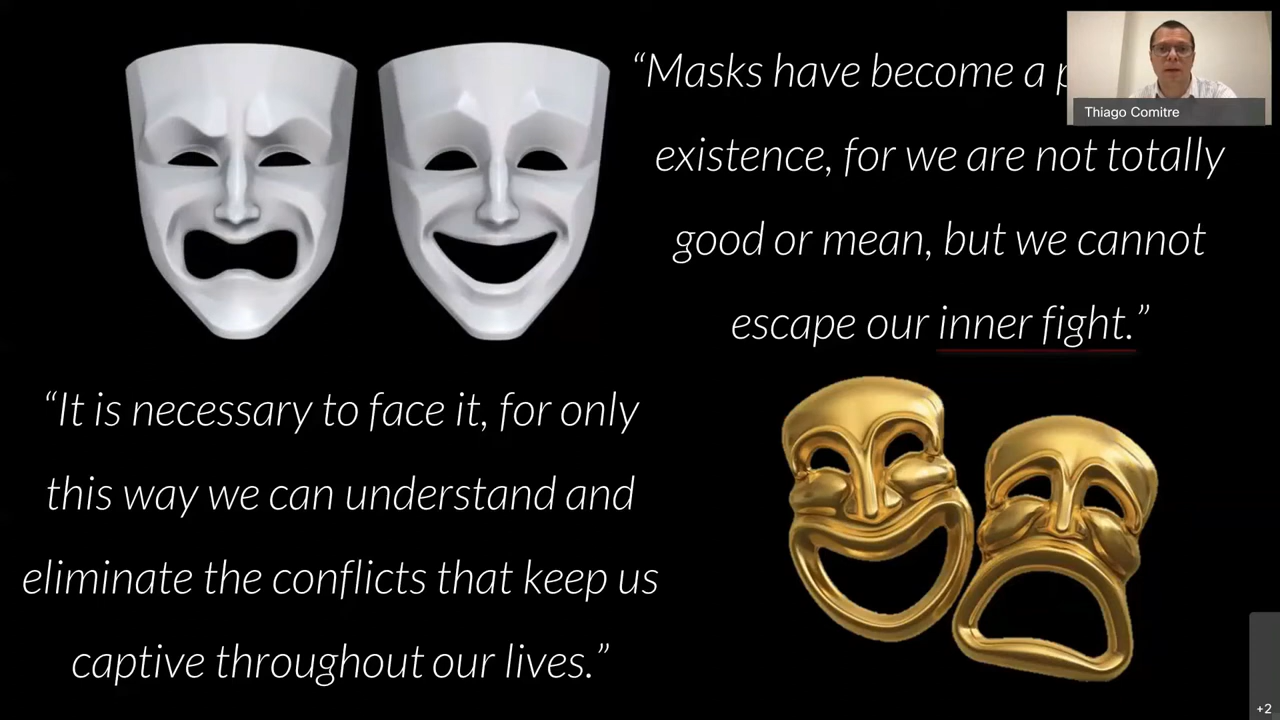 “Masks have become a
existence, for we are not totally
good or mean, but we cannot
escape our inner fight.”
“It is necessary to face it, for only
this way we can understand and
eliminate the conflicts that keep us
captive throughout our lives.”
Thiago Comitre
+2